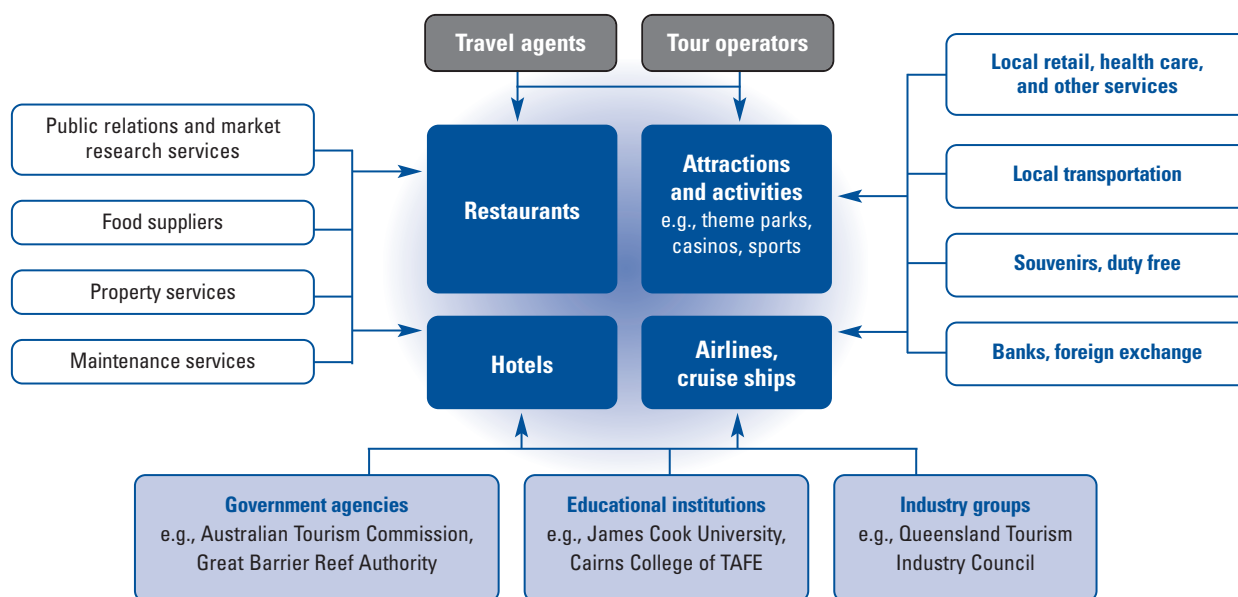 Travel agents
Tour operators
Public relations and market
research services
Food suppliers
Property services
Maintenance services
Restaurants
Attractions
and activities
e.g., theme parks,
casinos, sports
Hotels
Airlines,
cruise ships
Local retail, health care,
and other services
Local transportation
Souvenirs, duty free
Banks, foreign exchange
Government agencies
e.g., Australian Tourism Commission,
Great Barrier Reef Authority
Educational institutions
e.g., James Cook University,
Cairns College of TAFE
Industry groups
e.g., Queensland Tourism
Industry Council